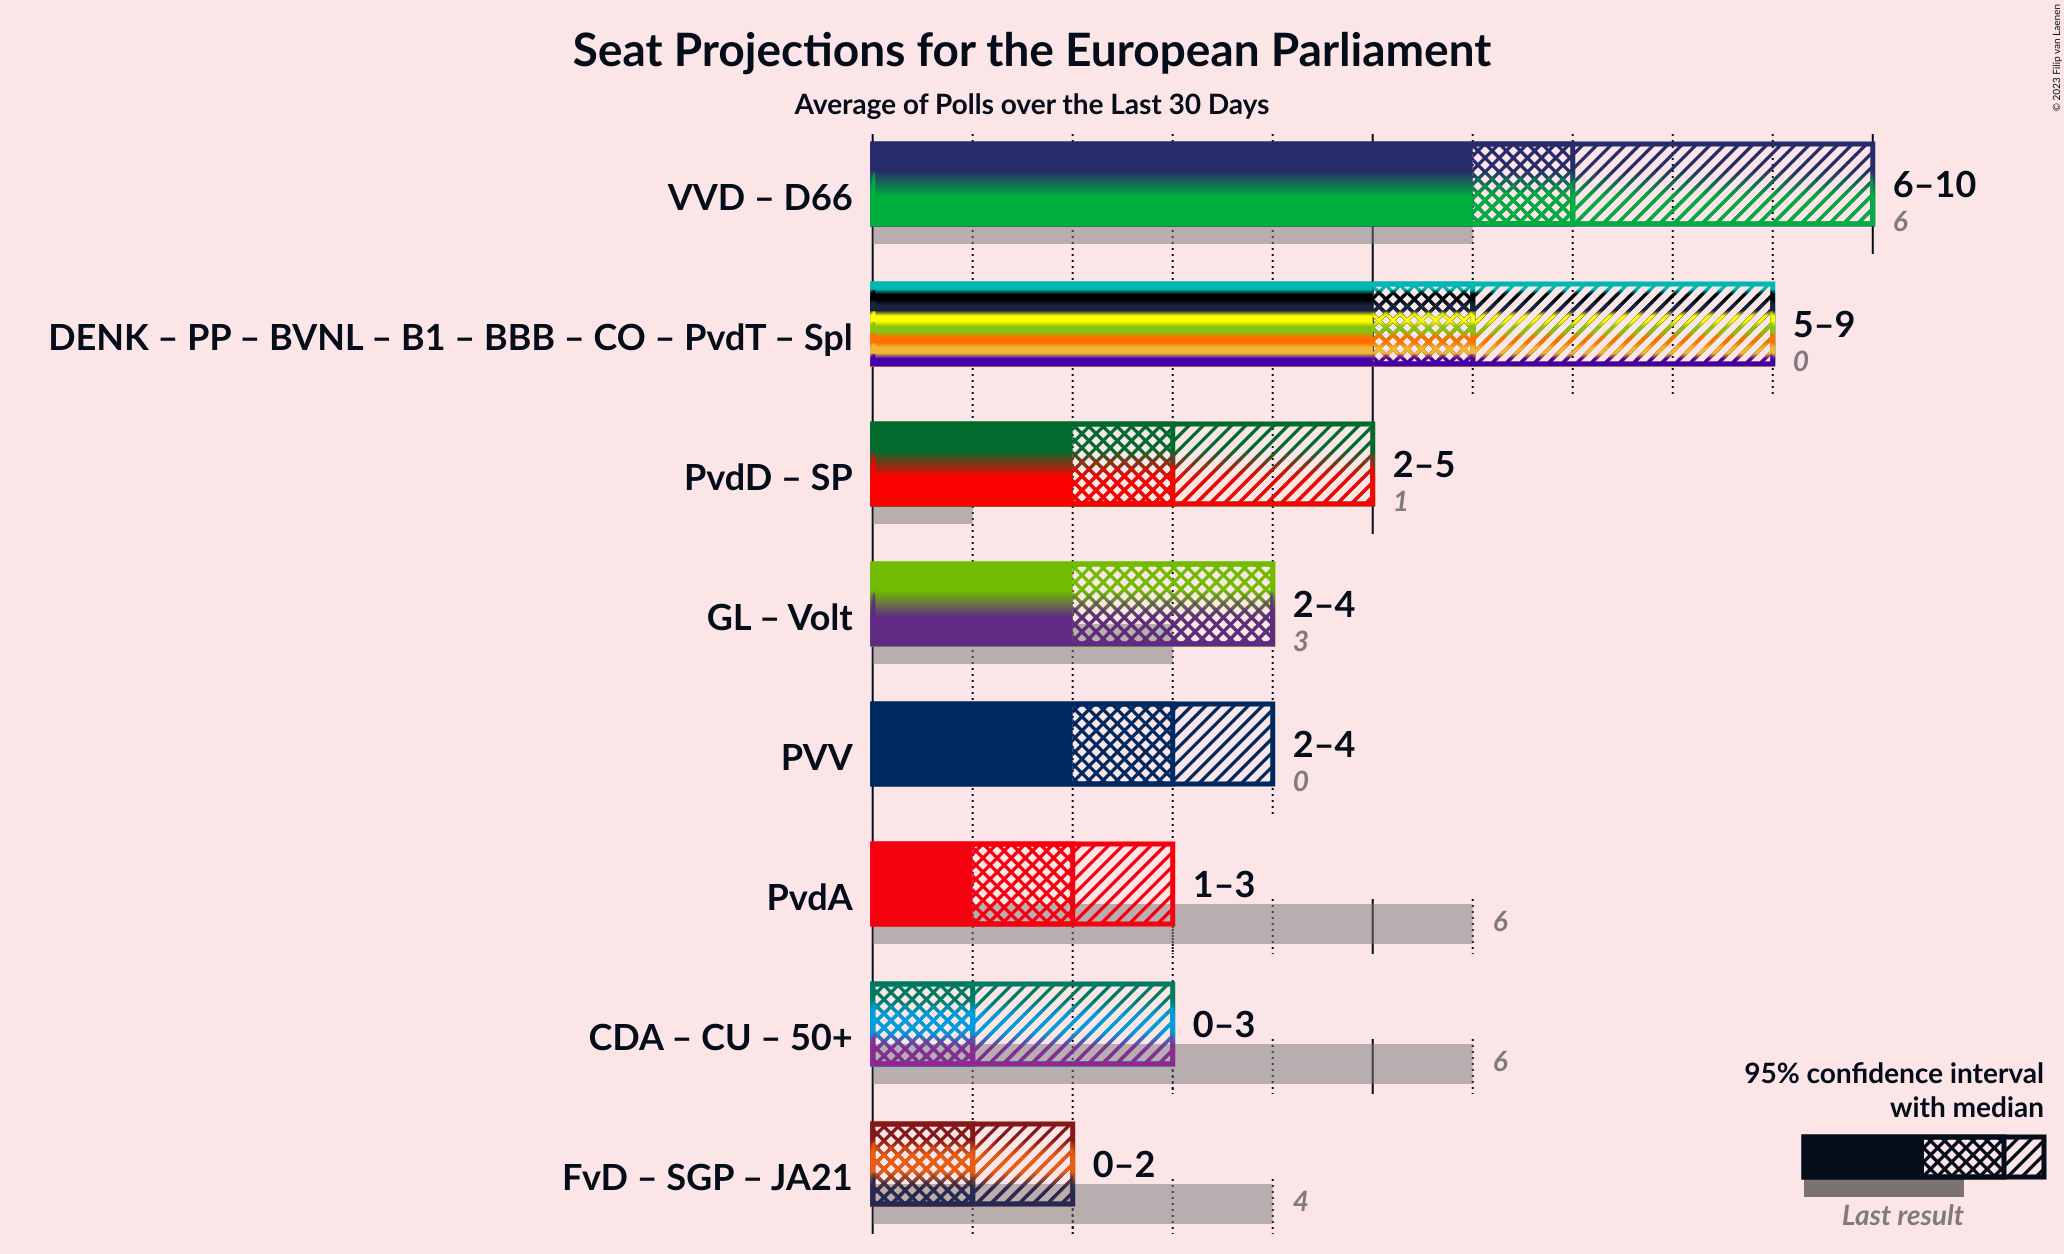 Seat Projections for the European Parliament
Average of Polls over the Last 30 Days
© 2023 Filip van Laenen
VVD – D66
6–10
6
DENK – PP – BVNL – B1 – BBB – CO – PvdT – Spl
5–9
0
PvdD – SP
2–5
1
GL – Volt
2–4
3
PVV
2–4
0
PvdA
1–3
6
CDA – CU – 50+
0–3
6
FvD – SGP – JA21
0–2
4
95% confidence interval
with median
Last result